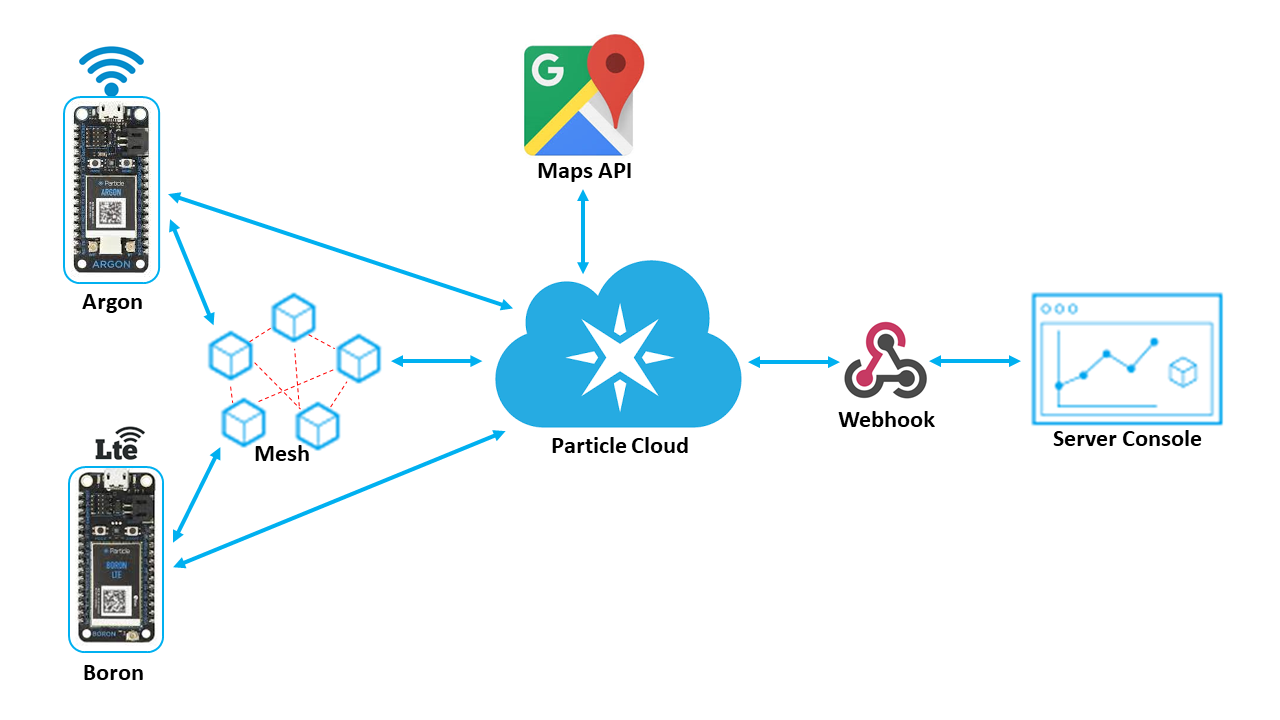 G
Maps API
Particle
ARGON
ARGON
Argon
Mesh
Lte
Particle
BORON
LTE
BORON
Boron
Particle Cloud
Webhook
Server Console